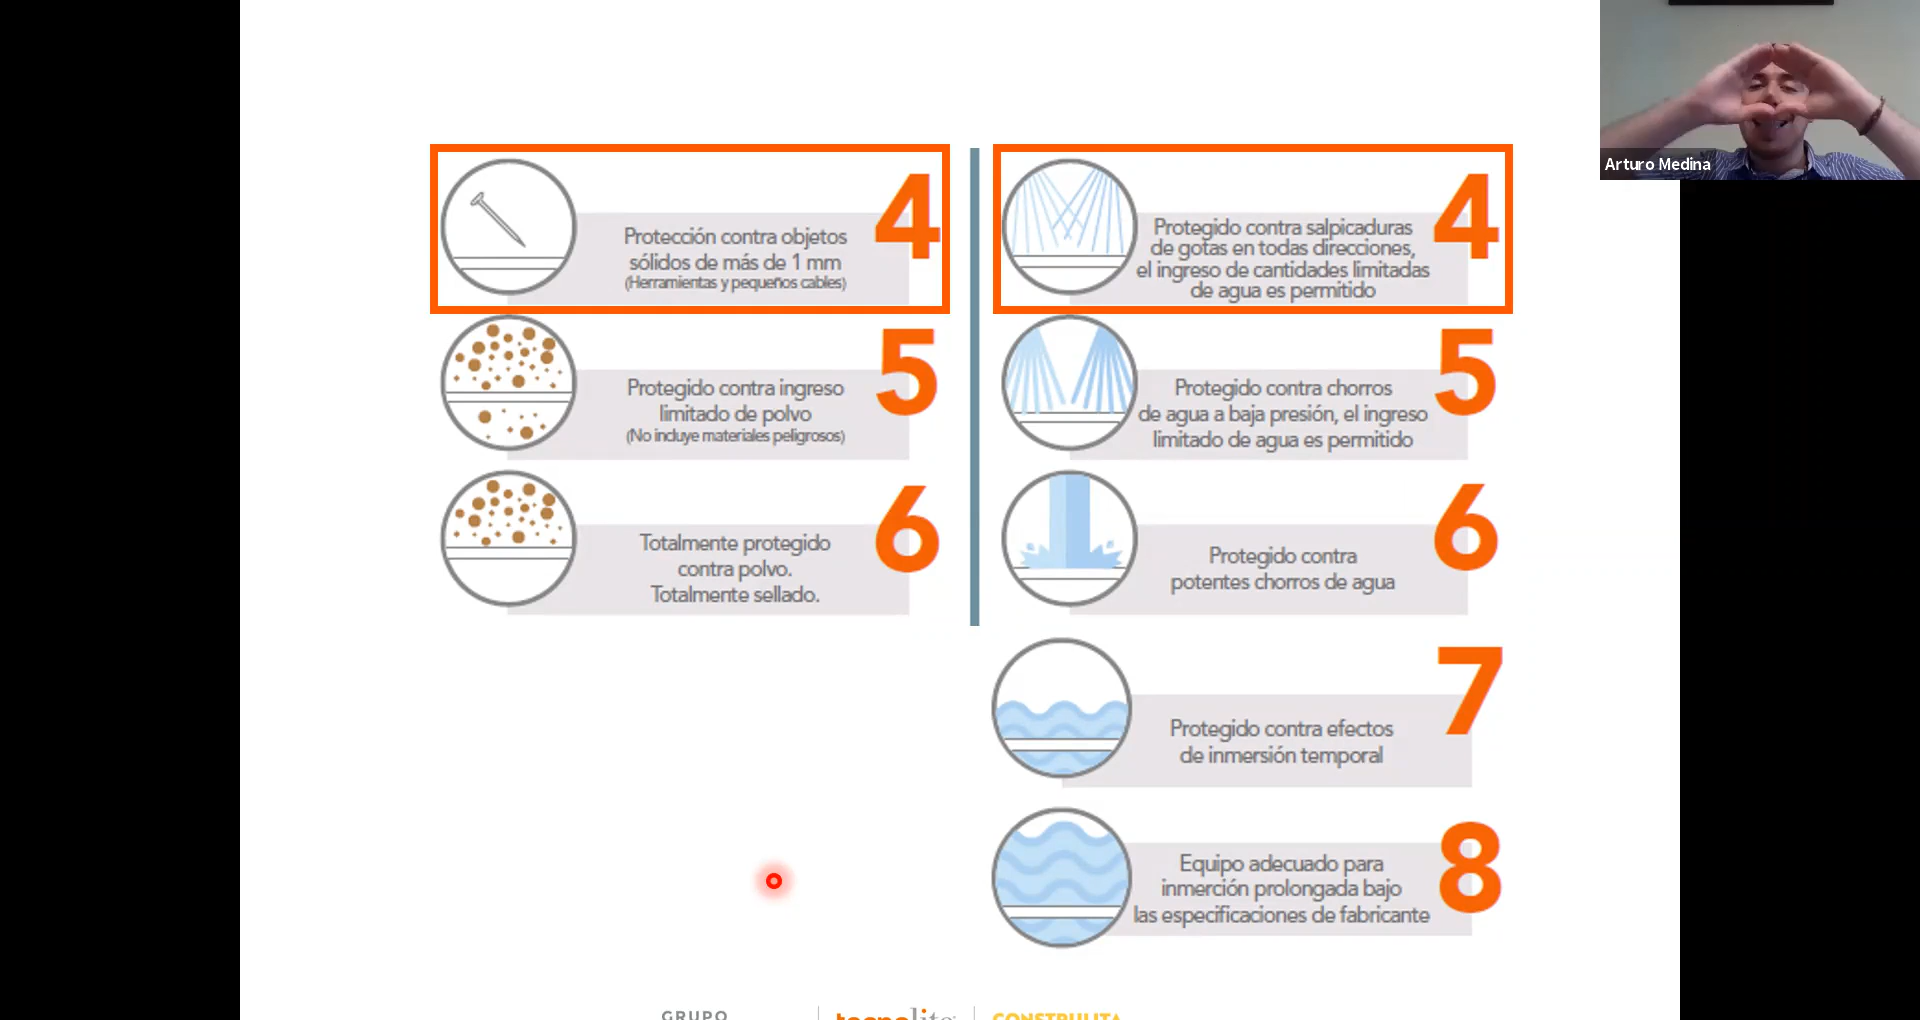 Arturo Medina
4
Protección contra objetos
sólidos de más de 1 mm
(Herramientas y pequeños cables)
5
Protegido contra ingreso
limitado de polvo
(No incluye materiales peligrosos)
6
Totalmente protegido
contra polvo.
Totalmente sellado.
4
Protegido contra salpicaduras
de gotas en todas direcciones,
el ingreso de cantidades limitadas
de agua es permitido
5
Protegido contra chorros
de agua a baja presión, el ingreso
limitado de agua es permitido
6
Protegido contra
potentes chorros de agua
7
Protegido contra efectos
de inmersión temporal
8
Equipo adecuado para
inmerción prolongada bajo
las especificaciones de fabricante
GRUPO
tecnolite
CONSTRULITA